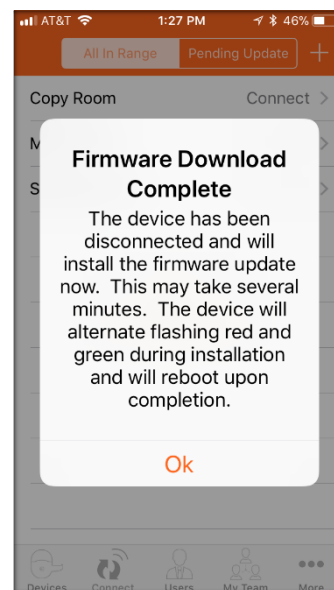 AT&T 1:27 PM 46%
All In Range Pending Update +
Copy Room Connect >
M
S
Firmware Download
Complete
The device has been
disconnected and will
install the firmware update
now. This may take several
minutes. The device will
alternate flashing red and
green during installation
and will reboot upon
completion.
Ok
Devices Connect Users My Team More